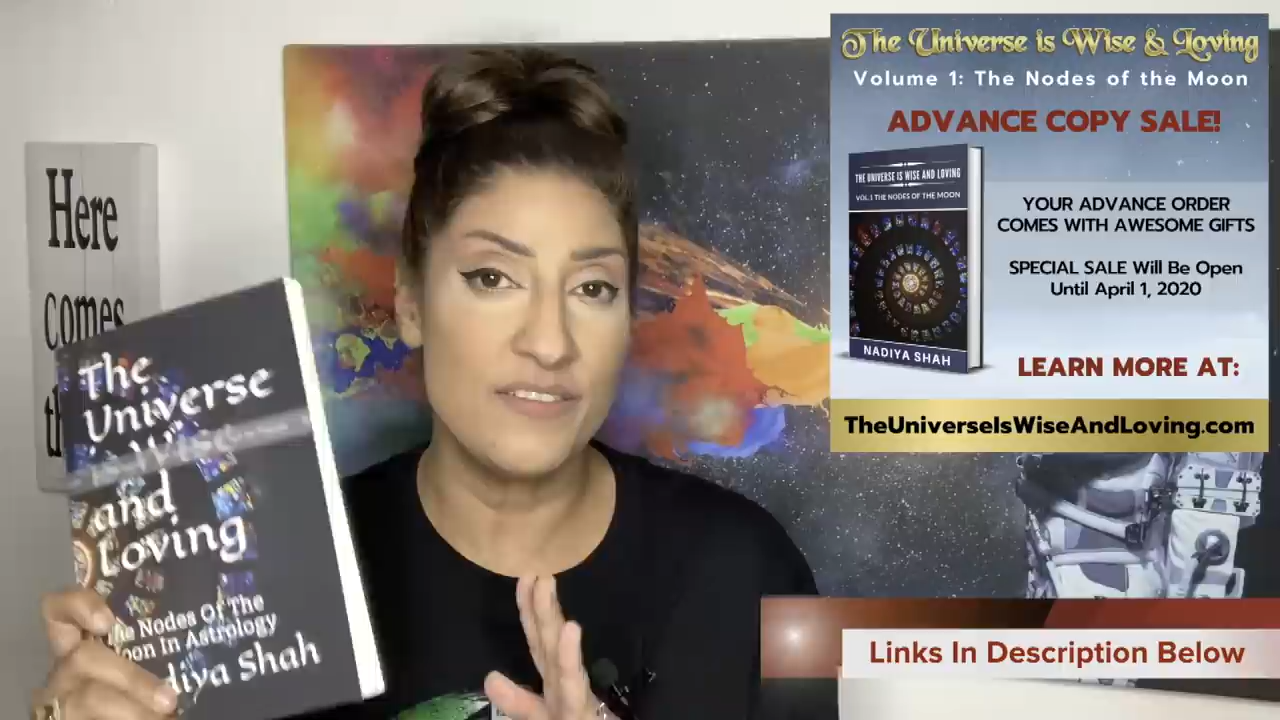 Here
comes
The
Universe
is Wise
and
Loving
The Nodes Of The
Moon In Astrology
Nadiya Shah
The Universe is Wise & Loving
Volume 1: The Nodes of the Moon
ADVANCE COPY SALE!
THE UNIVERSE IS WISE AND LOVING
VOL. 1 THE NODES OF THE MOON
NADIYA SHAH
YOUR ADVANCE ORDER
COMES WITH AWESOME GIFTS
SPECIAL SALE Will Be Open
Until April 1, 2020
LEARN MORE AT:
TheUniverseIsWiseAndLoving.com
Links In Description Below